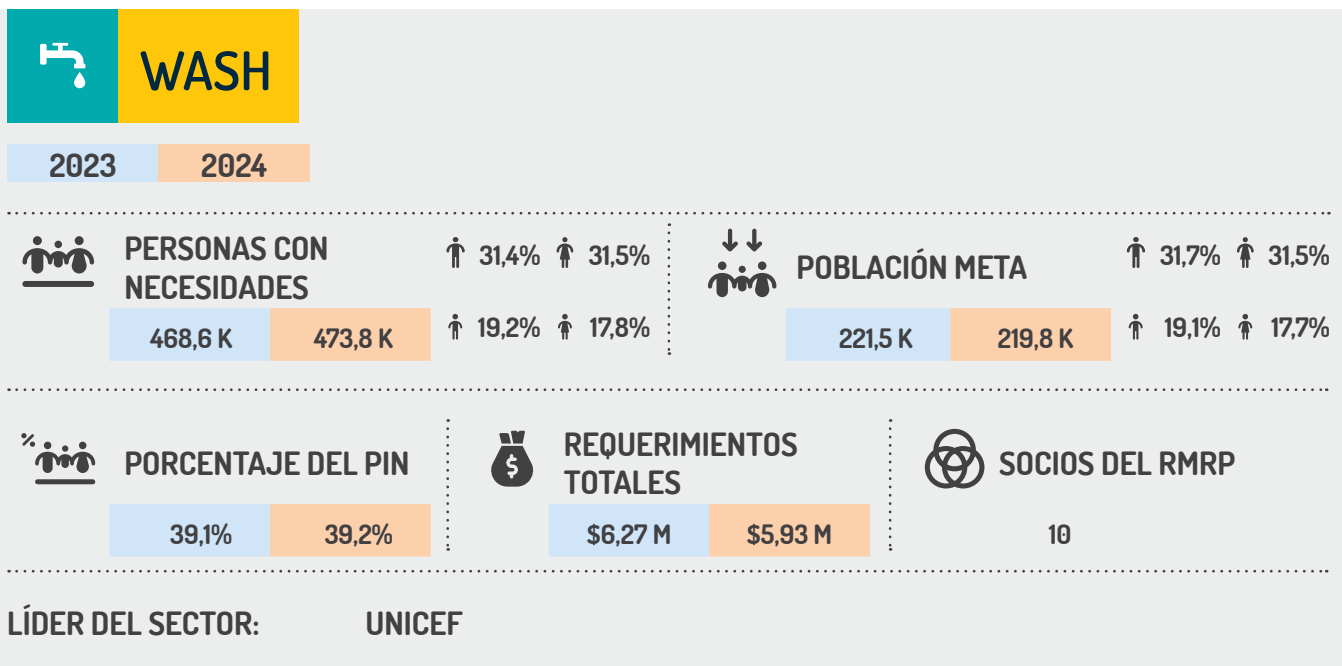 WASH
2023 2024
PERSONAS CON
NECESIDADES
468,6 K 473,8 K
31,4% 31,5%
19,2% 17,8%
POBLACIÓN META
221,5 K 219,8 K
31,7% 31,5%
19,1% 17,7%
%
PORCENTAJE DEL PIN
39,1% 39,2%
$
REQUERIMIENTOS
TOTALES
$6,27 M $5,93 M
SOCIOS DEL RMRP
10
LÍDER DEL SECTOR: UNICEF